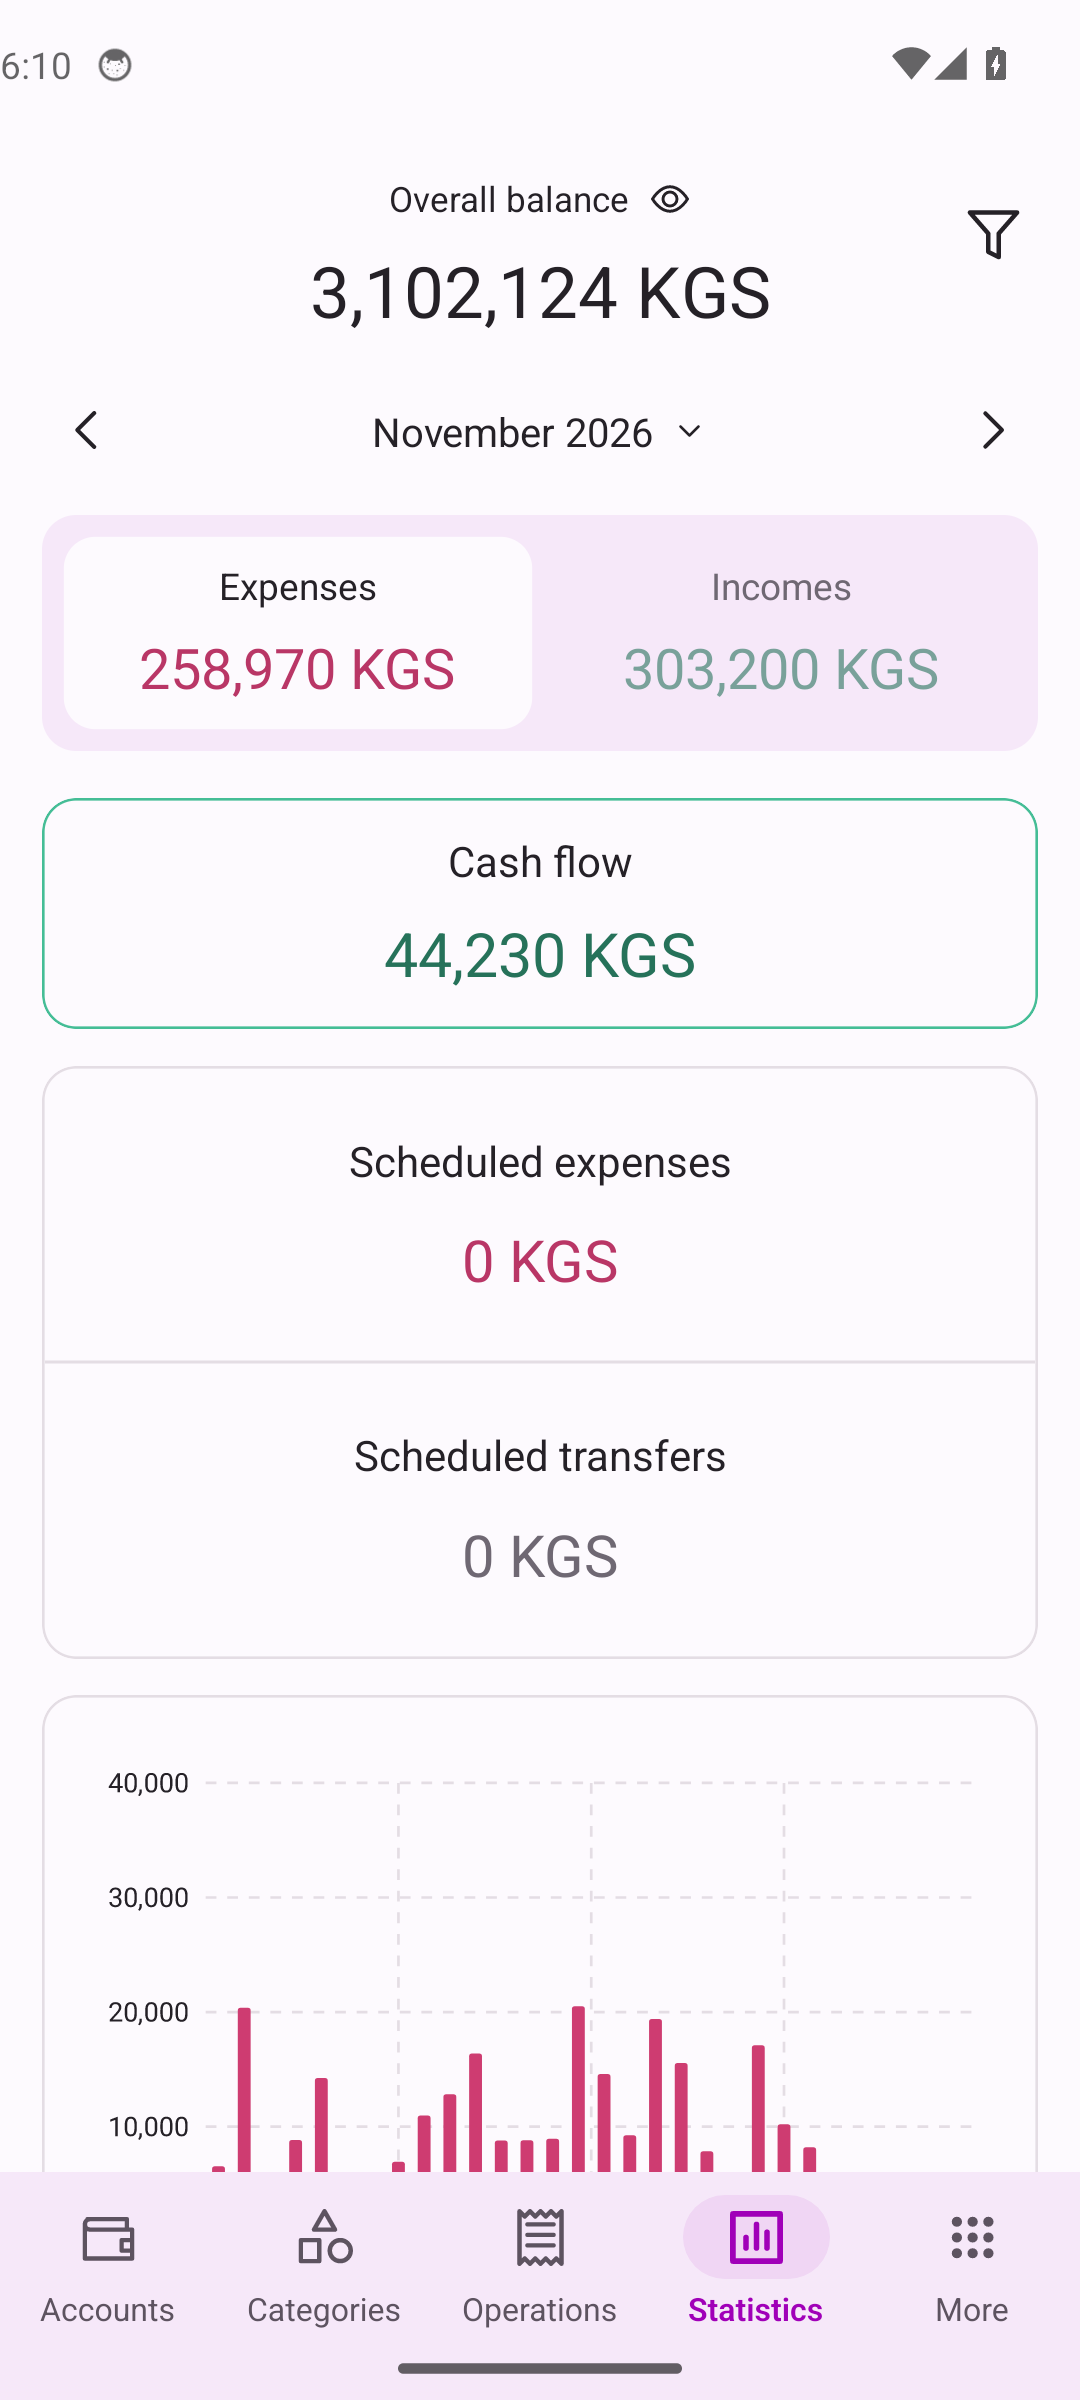 6:10
Overall balance
3,102,124 KGS
November 2026
Expenses
258,970 KGS
Incomes
303,200 KGS
Cash flow
44,230 KGS
Scheduled expenses
0 KGS
Scheduled transfers
0 KGS
40,000
30,000
20,000
10,000
Accounts
Categories
Operations
Statistics
More